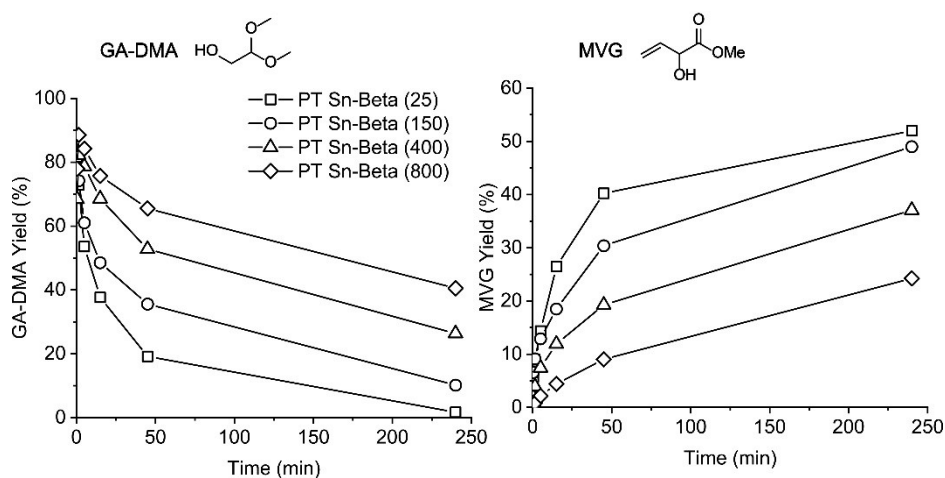 GA-DMA
HO
O
O
GA-DMA Yield (%)
100
80
60
40
20
0
PT Sn-Beta (25)
PT Sn-Beta (150)
PT Sn-Beta (400)
PT Sn-Beta (800)
0 50 100 150 200 250
Time (min)
MVG
O
OMe
OH
MVG Yield (%)
60
50
40
30
20
10
0
0 50 100 150 200 250
Time (min)